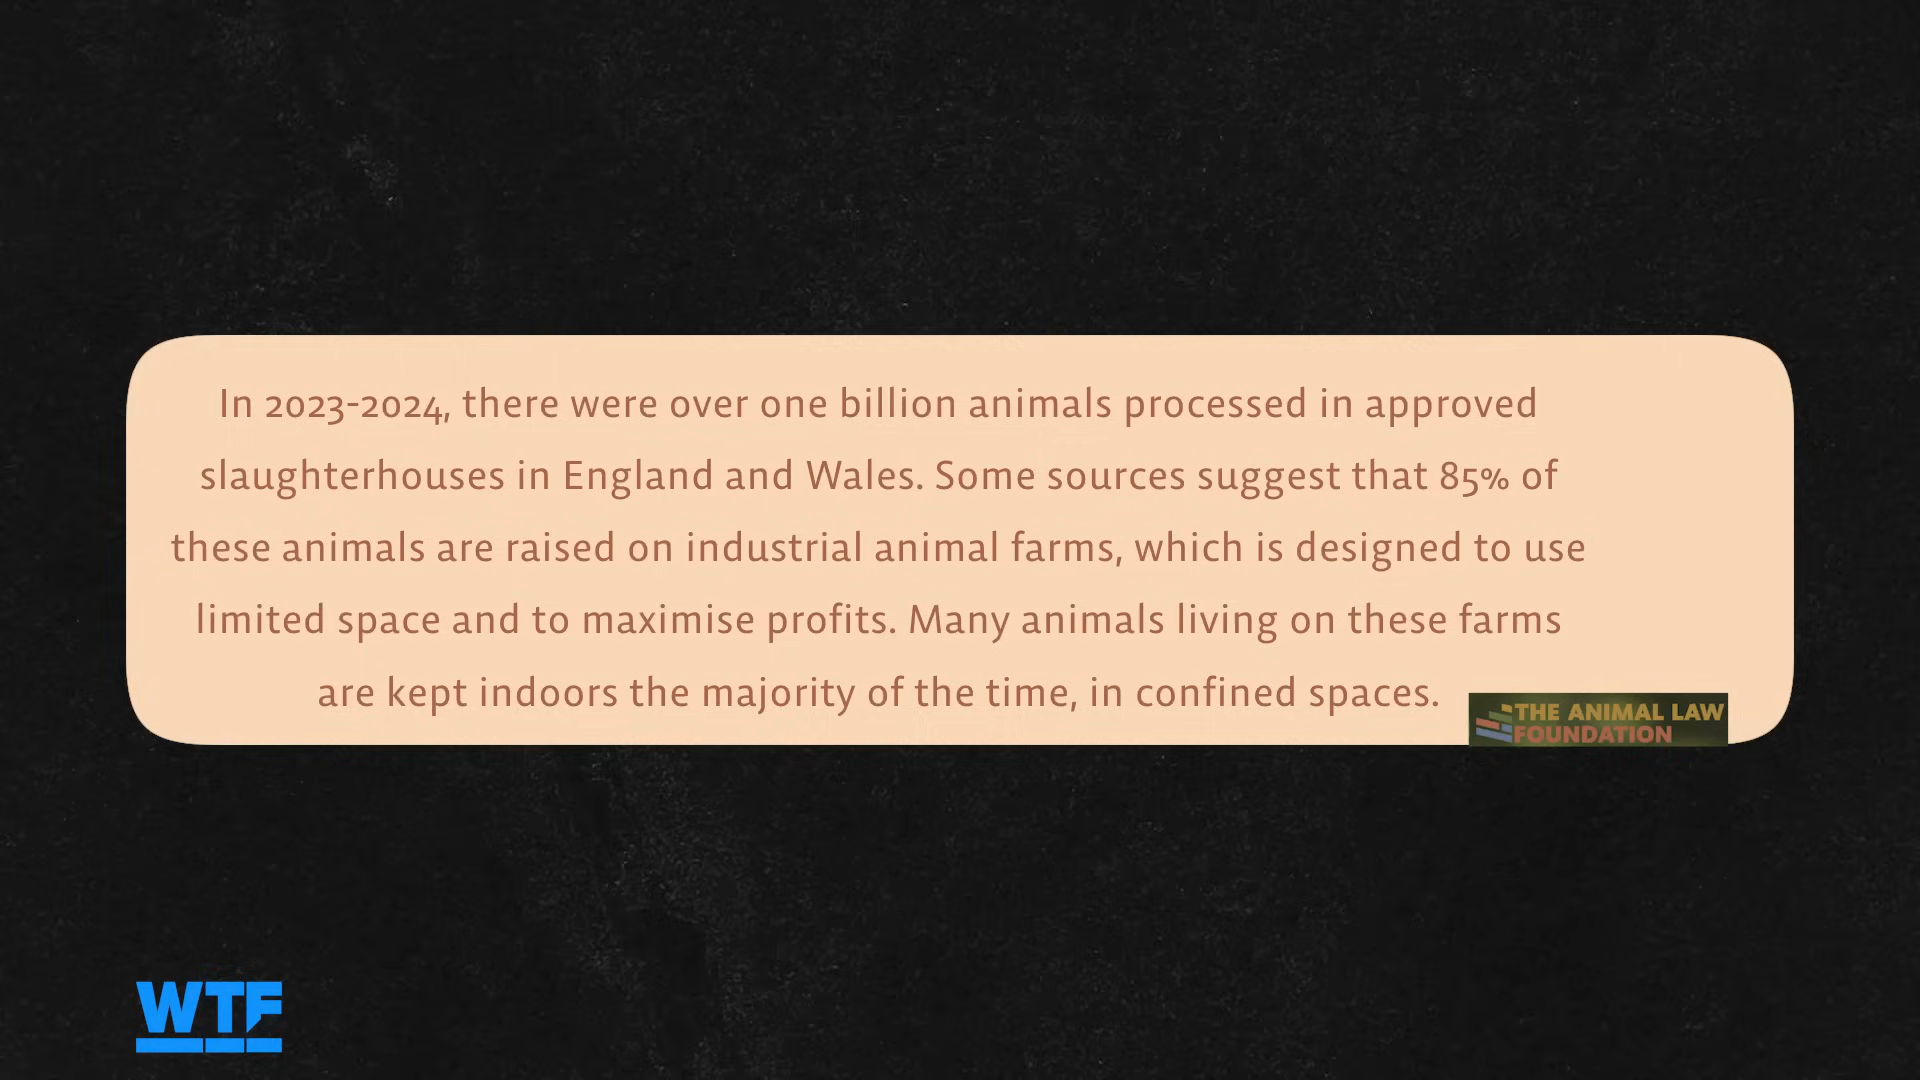 In 2023-2024, there were over one billion animals processed in approved
slaughterhouses in England and Wales. Some sources suggest that 85% of
these animals are raised on industrial animal farms, which is designed to use
limited space and to maximise profits. Many animals living on these farms
are kept indoors the majority of the time, in confined spaces.
THE ANIMAL LAW
FOUNDATION
WTF